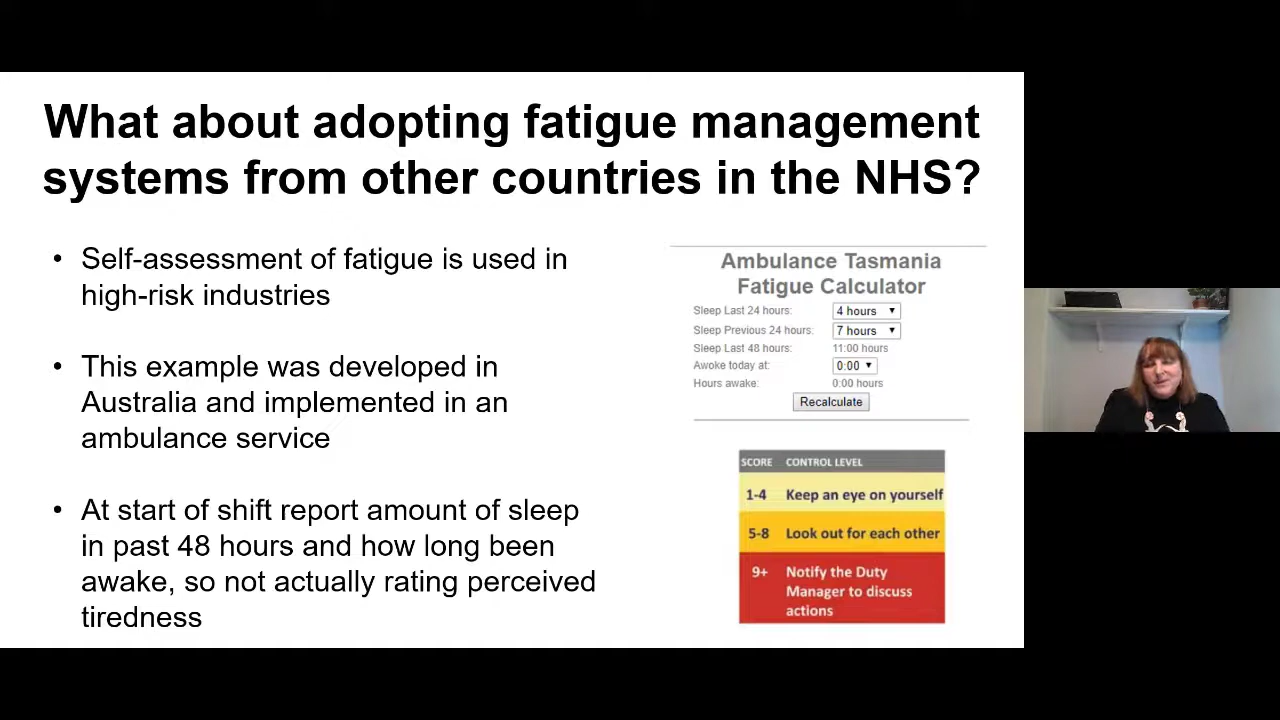 What about adopting fatigue management
systems from other countries in the NHS?
• Self-assessment of fatigue is used in
high-risk industries
• This example was developed in
Australia and implemented in an
ambulance service
• At start of shift report amount of sleep
in past 48 hours and how long been
awake, so not actually rating perceived
tiredness
Ambulance Tasmania
Fatigue Calculator
Sleep Last 24 hours: 4 hours
Sleep Previous 24 hours: 7 hours
Sleep Last 48 hours: 11:00 hours
Awoke today at: 0:00
Hours awake: 0:00 hours
Recalculate
SCORE CONTROL LEVEL
1-4 Keep an eye on yourself
5-8 Look out for each other
9+ Notify the Duty
Manager to discuss
actions